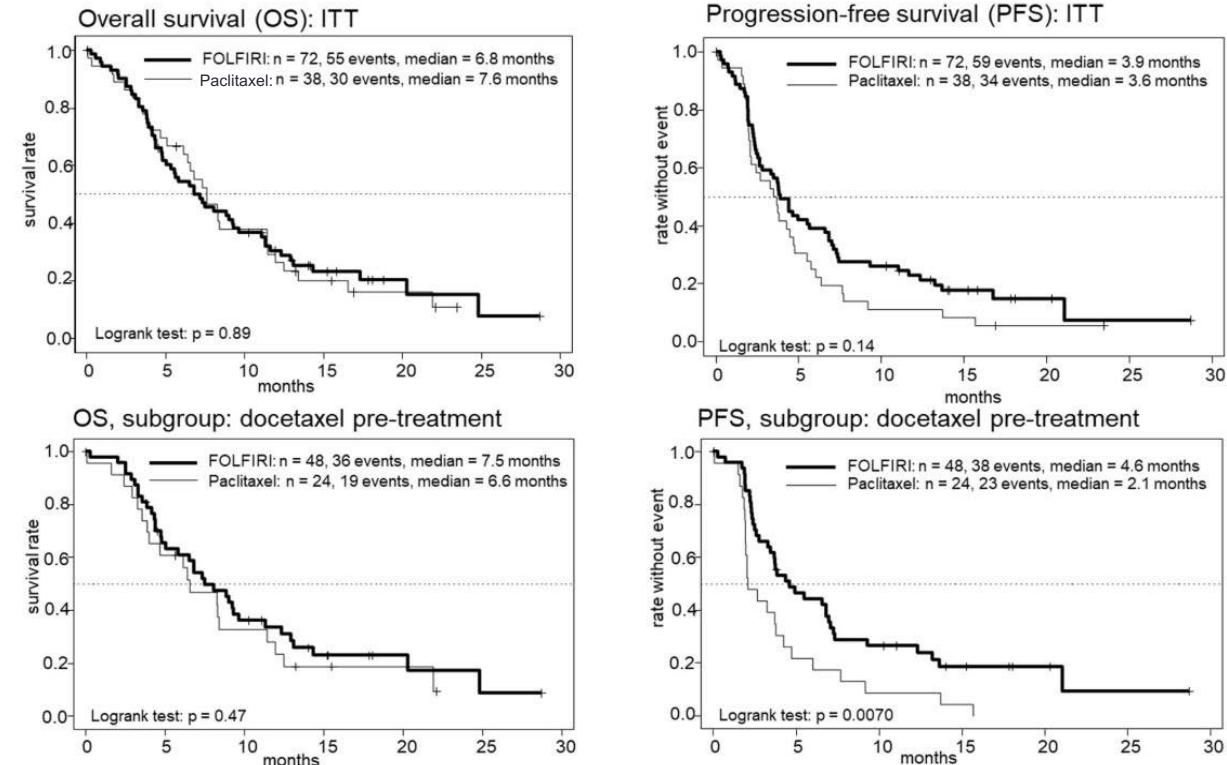 Overall survival (OS): ITT
FOLFIRI: n = 72, 55 events, median = 6.8 months
Paclitaxel: n = 38, 30 events, median = 7.6 months
survival rate
1.0
0.8
0.6
0.4
0.2
0.0
Logrank test: p = 0.89
0 5 10 15 20 25 30
months
Progression-free survival (PFS): ITT
FOLFIRI: n = 72, 59 events, median = 3.9 months
Paclitaxel: n = 38, 34 events, median = 3.6 months
rate without event
1.0
0.8
0.6
0.4
0.2
0.0
Logrank test: p = 0.14
0 5 10 15 20 25 30
months
OS, subgroup: docetaxel pre-treatment
FOLFIRI: n = 48, 36 events, median = 7.5 months
Paclitaxel: n = 24, 19 events, median = 6.6 months
survival rate
1.0
0.8
0.6
0.4
0.2
0.0
Logrank test: p = 0.47
0 5 10 15 20 25 30
months
PFS, subgroup: docetaxel pre-treatment
FOLFIRI: n = 48, 38 events, median = 4.6 months
Paclitaxel: n = 24, 23 events, median = 2.1 months
rate without event
1.0
0.8
0.6
0.4
0.2
0.0
Logrank test: p = 0.0070
0 5 10 15 20 25 30
months